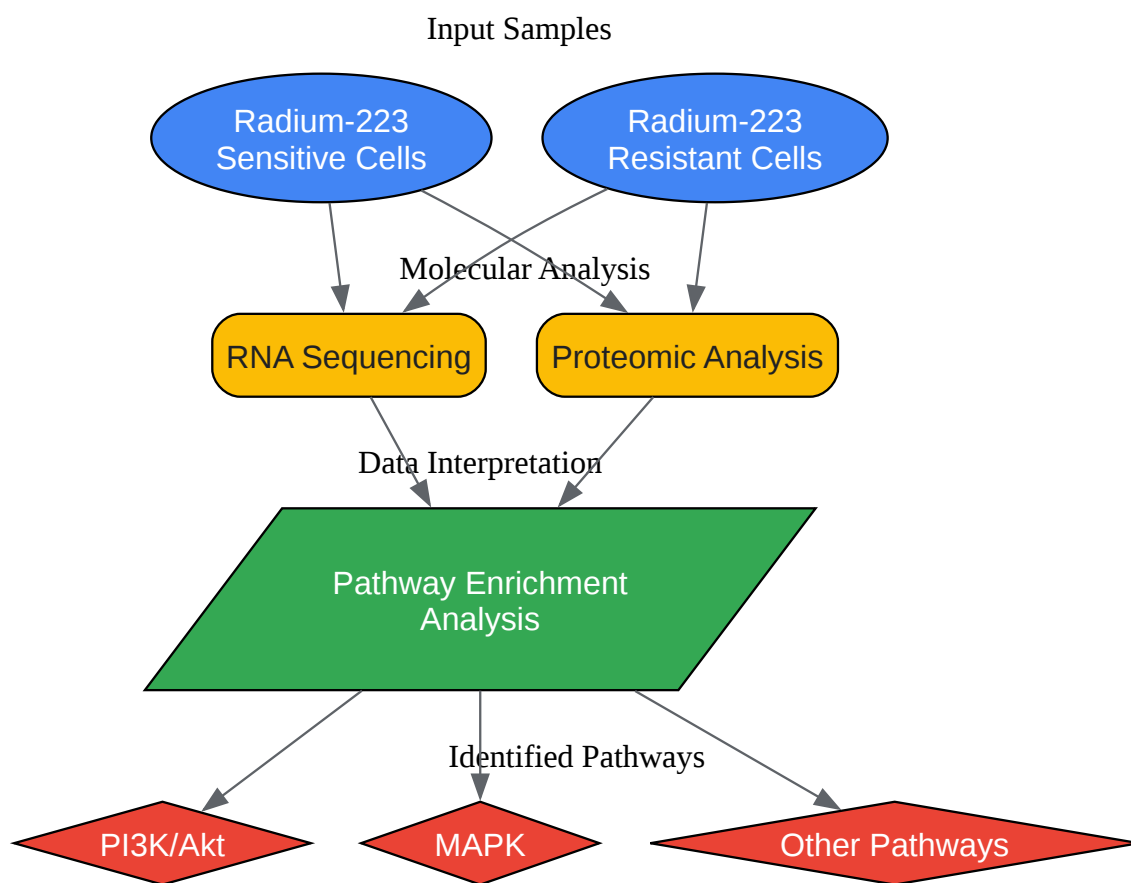 Input Samples
Radium-223
Sensitive Cells
Radium-223
Resistant Cells
Molecular Analysis
RNA Sequencing
Proteomic Analysis
Data Interpretation
Pathway Enrichment
Analysis
Identified Pathways
PI3K/Akt
MAPK
Other Pathways